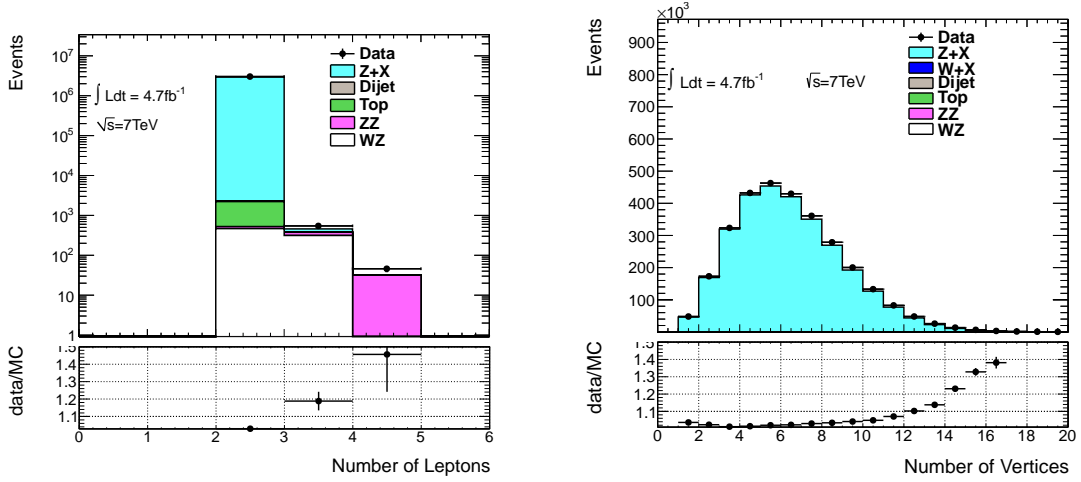 Events
10⁷
10⁶
10⁵
10⁴
10³
10²
10
1
∫ Ldt = 4.7fb⁻¹
√s=7TeV
Data
Z+X
Dijet
Top
ZZ
WZ
data/MC
1.5
1.4
1.3
1.2
1.1
0 1 2 3 4 5 6
Number of Leptons
×10³
Events
900
800
700
600
500
400
300
200
100
∫ Ldt = 4.7fb⁻¹ √s=7TeV
Data
Z+X
W+X
Dijet
Top
ZZ
WZ
data/MC
1.5
1.4
1.3
1.2
1.1
0 2 4 6 8 10 12 14 16 18 20
Number of Vertices